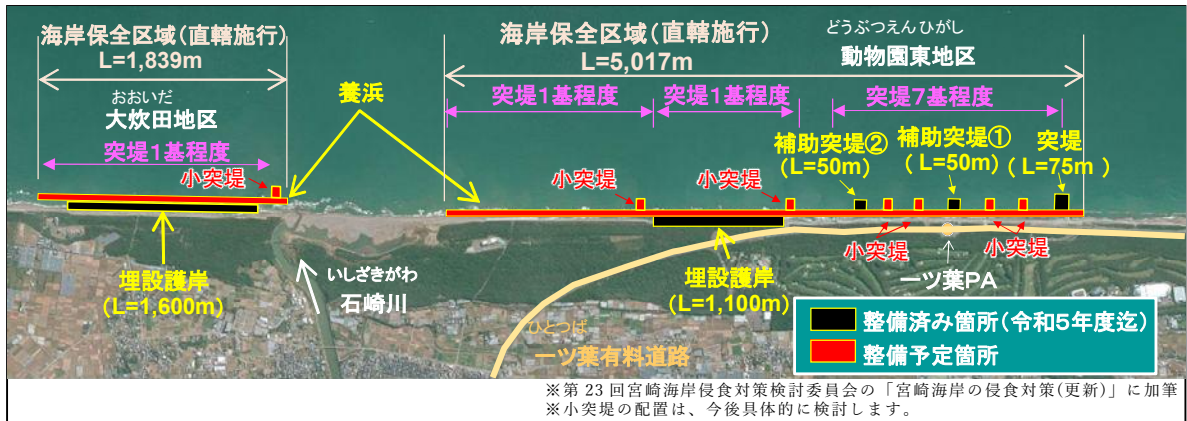 海岸保全区域(直轄施行)
L=1,839m
おおいだ
大炊田地区
突堤1基程度
小突堤
養浜
埋設護岸
(L=1,600m)
いしざきがわ
石崎川
海岸保全区域(直轄施行)
L=5,017m
どうぶつえんひがし
動物園東地区
突堤1基程度
突堤1基程度
突堤7基程度
補助突堤②
(L=50m)
補助突堤①
(L=50m)
突堤
(L=75m)
小突堤
小突堤
小突堤
小突堤
埋設護岸
(L=1,100m)
一ツ葉PA
ひとつば
一ツ葉有料道路
整備済み箇所(令和5年度迄)
整備予定箇所
※第23回宮崎海岸侵食対策検討委員会の「宮崎海岸の侵食対策(更新)」に加筆
※小突堤の配置は、今後具体的に検討します。